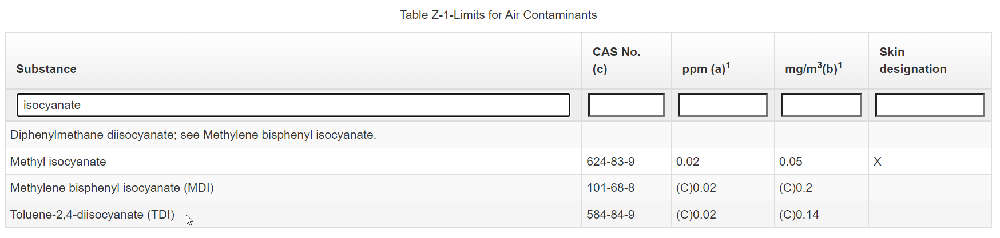 Table Z-1-Limits for Air Contaminants
Substance CAS No. (c) ppm (a)1 mg/m3(b)1 Skin designation
isocyanate
Diphenylmethane diisocyanate; see Methylene bisphenyl isocyanate.
Methyl isocyanate 624-83-9 0.02 0.05 X
Methylene bisphenyl isocyanate (MDI) 101-68-8 (C)0.02 (C)0.2
Toluene-2,4-diisocyanate (TDI) 584-84-9 (C)0.02 (C)0.14